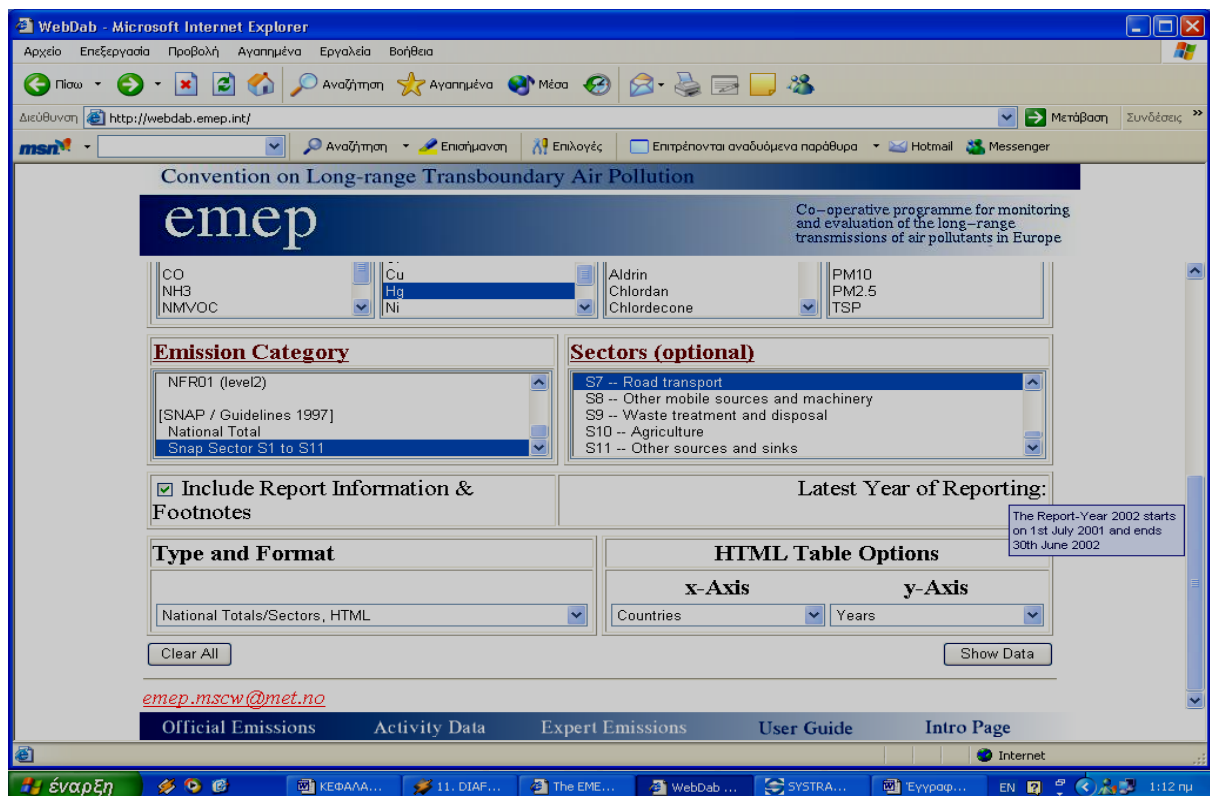 WebDab - Microsoft Internet Explorer
Αρχείο Επεξεργασία Προβολή Αγαπημένα Εργαλεία Βοήθεια
Πίσω Αναζήτηση Αγαπημένα Μέσα
Διεύθυνση http://webdab.emep.int/ Μετάβαση Συνδέσεις »
msn Αναζήτηση Επισήμανση Επιλογές Επιτρέπονται αναδυόμενα παράθυρα Hotmail Messenger
Convention on Long-range Transboundary Air Pollution
emep
Co-operative programme for monitoring
and evaluation of the long-range
transmissions of air pollutants in Europe
CO Cu Aldrin PM10
NH3 Hg Chlordan PM2.5
NMVOC Ni Chlordecone TSP
Emission Category Sectors (optional)
NFR01 (level2) S7 -- Road transport
S8 -- Other mobile sources and machinery
[SNAP / Guidelines 1997] S9 -- Waste treatment and disposal
National Total S10 -- Agriculture
Snap Sector S1 to S11 S11 -- Other sources and sinks
Include Report Information & Latest Year of Reporting:
Footnotes
The Report-Year 2002 starts
on 1st July 2001 and ends
30th June 2002
Type and Format HTML Table Options
x-Axis y-Axis
National Totals/Sectors, HTML Countries Years
Clear All Show Data
emep.mscw@met.no
Official Emissions Activity Data Expert Emissions User Guide Intro Page
Internet
έναρξη ΚΕΦΑΛΑ... 11. DIAF... The EME... WebDab ... SYSTRA... Έγγραφ... EN 1:12 πμ